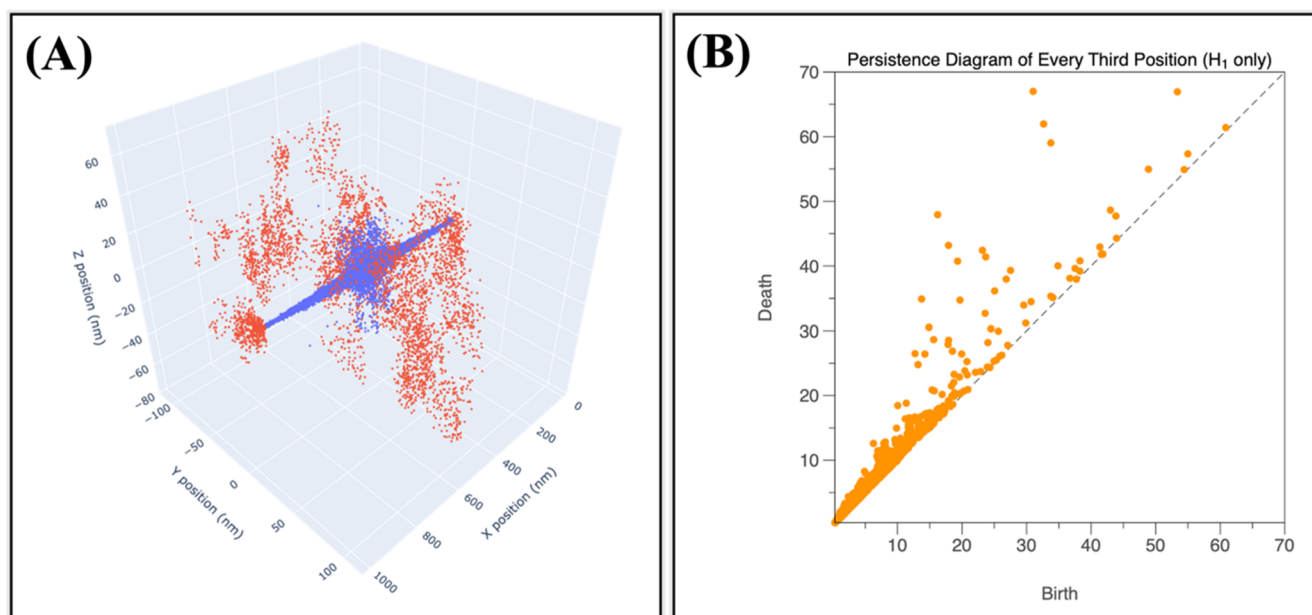 (A)
60
40
20
0
−20
−40
−60
−80
Z position (nm)
−100
−50
0
50
100
Y position (nm)
0
200
400
600
800
1000
X position (nm)
(B)
Persistence Diagram of Every Third Position (H₁ only)
70
60
50
40
30
20
10
Death
10 20 30 40 50 60 70
Birth